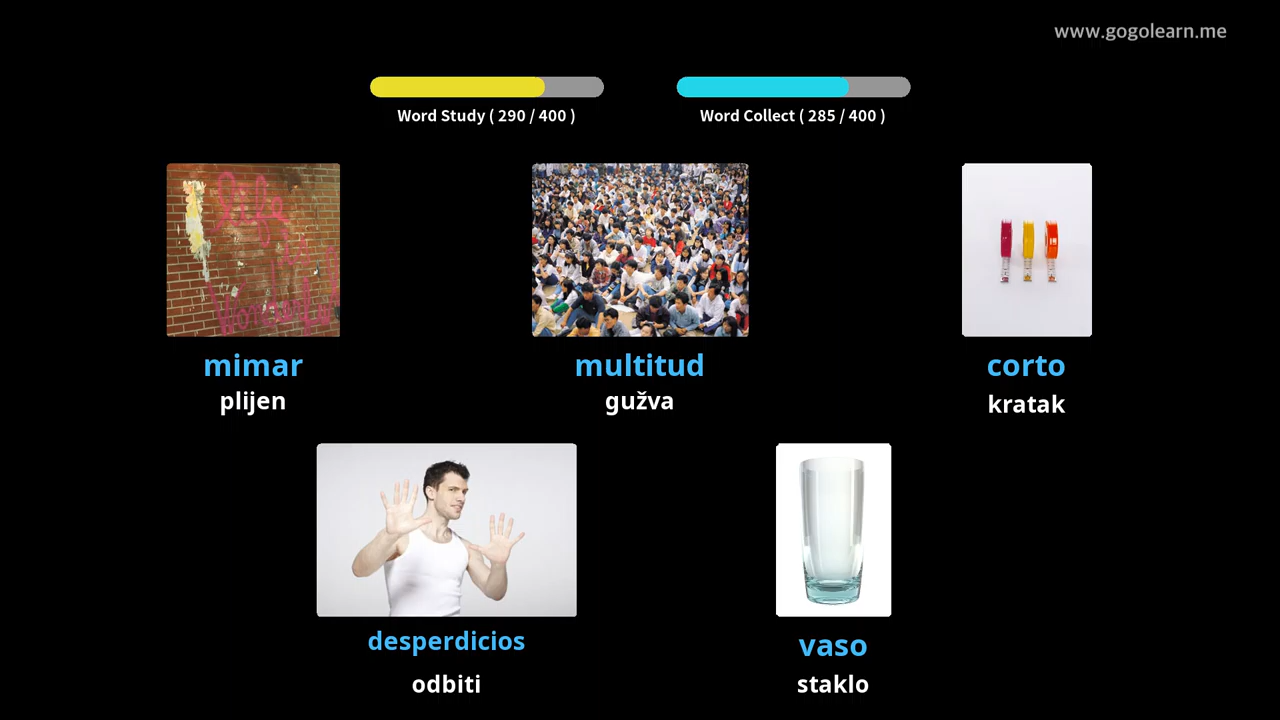 www.gogolearn.me
Word Study ( 290 / 400 )
Word Collect ( 285 / 400 )
mimar
plijen
multitud
gužva
corto
kratak
desperdicios
odbiti
vaso
staklo